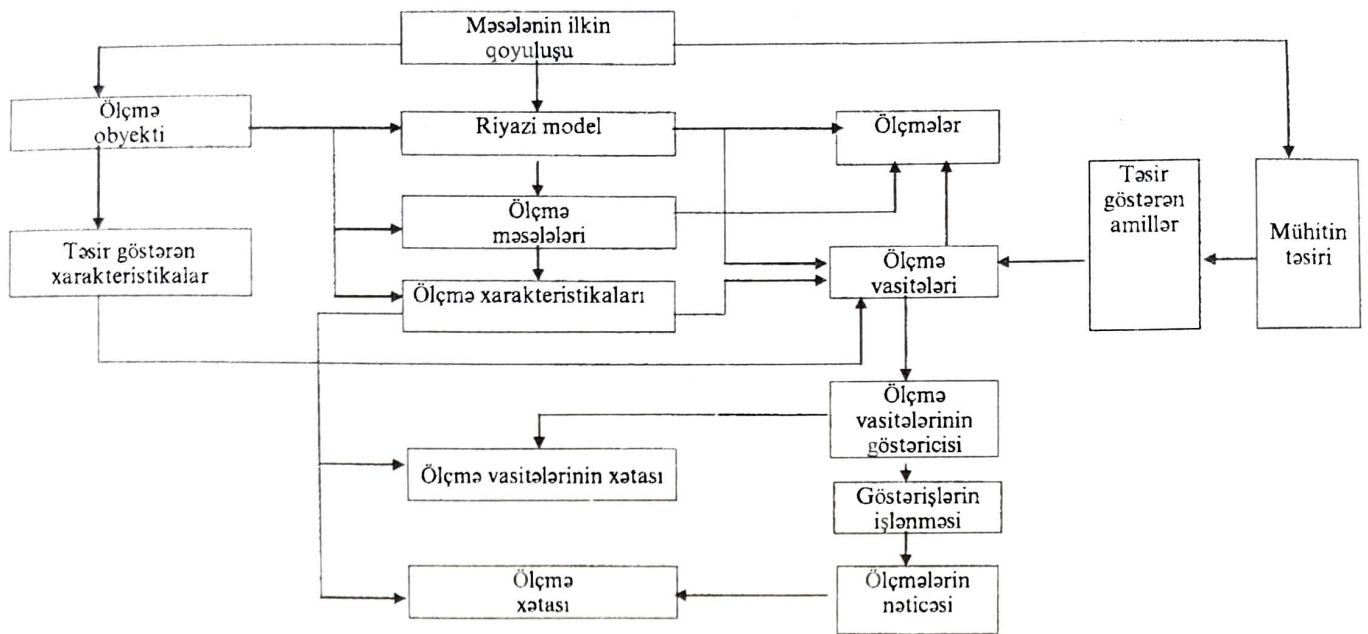 Məsələnin ilkin
qoyuluşu
Ölçmə
obyekti
Riyazi model
Ölçmələr
Təsir
göstərən
amillər
Mühitin
təsiri
Ölçmə
məsələləri
Təsir göstərən
xarakteristikalar
Ölçmə xarakteristikaları
Ölçmə
vasitələri
Ölçmə
vasitələrinin
göstəricisi
Ölçmə vasitələrinin xətası
Göstərişlərin
işlənməsi
Ölçmə
xətası
Ölçmələrin
nəticəsi